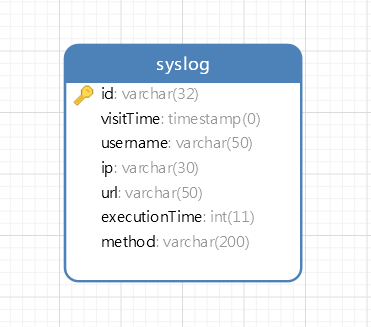 syslog
id: varchar(32)
visitTime: timestamp(0)
username: varchar(50)
ip: varchar(30)
url: varchar(50)
executionTime: int(11)
method: varchar(200)